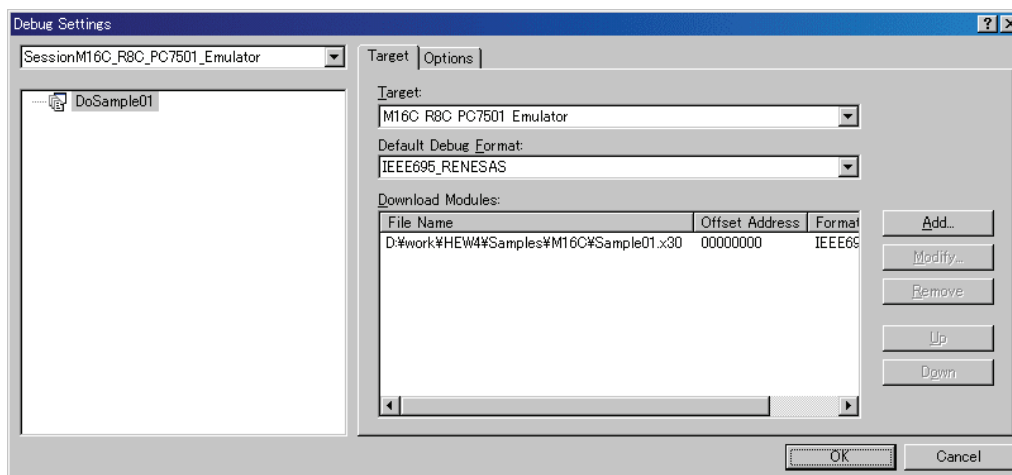 Debug Settings
SessionM16C_R8C_PC7501_Emulator
DoSample01
Target Options
Target:
M16C R8C PC7501 Emulator
Default Debug Format:
IEEE695_RENESAS
Download Modules:
File Name Offset Address Format
D:¥work¥HEW4¥Samples¥M16C¥Sample01.x30 00000000 IEEE69
Add...
Modify...
Remove
Up
Down
OK Cancel